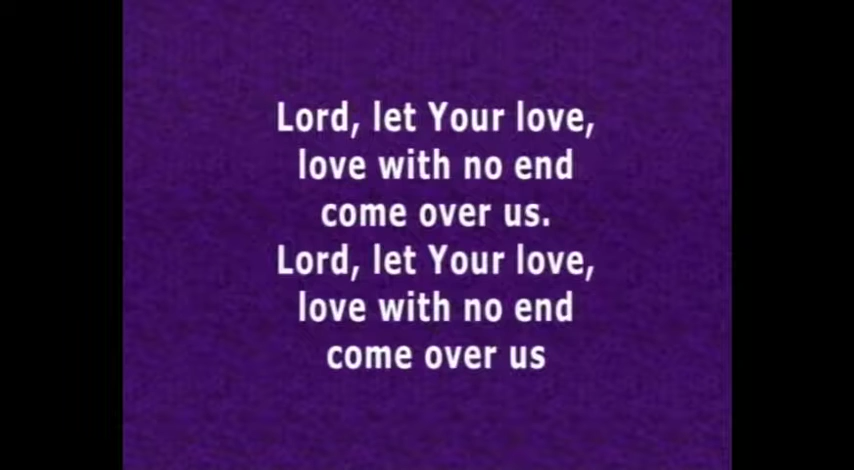 Lord, let Your love,
love with no end
come over us.
Lord, let Your love,
love with no end
come over us